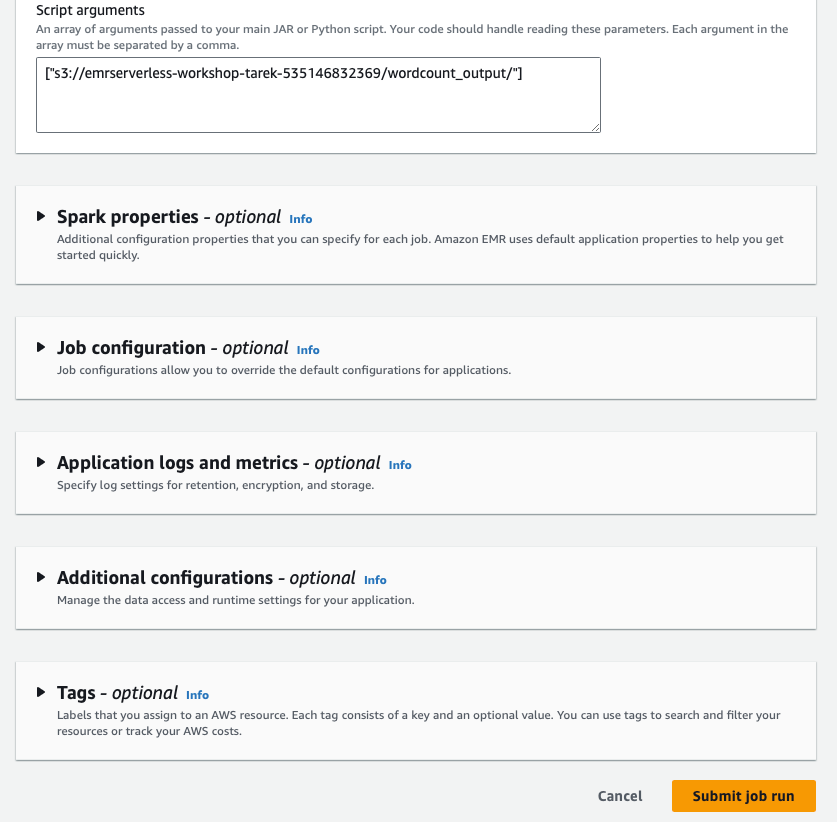 Script arguments
An array of arguments passed to your main JAR or Python script. Your code should handle reading these parameters. Each argument in the
array must be separated by a comma.
["s3://emrserverless-workshop-tarek-535146832369/wordcount_output/"]
Spark properties - optional Info
Additional configuration properties that you can specify for each job. Amazon EMR uses default application properties to help you get
started quickly.
Job configuration - optional Info
Job configurations allow you to override the default configurations for applications.
Application logs and metrics - optional Info
Specify log settings for retention, encryption, and storage.
Additional configurations - optional Info
Manage the data access and runtime settings for your application.
Tags - optional Info
Labels that you assign to an AWS resource. Each tag consists of a key and an optional value. You can use tags to search and filter your
resources or track your AWS costs.
Cancel Submit job run